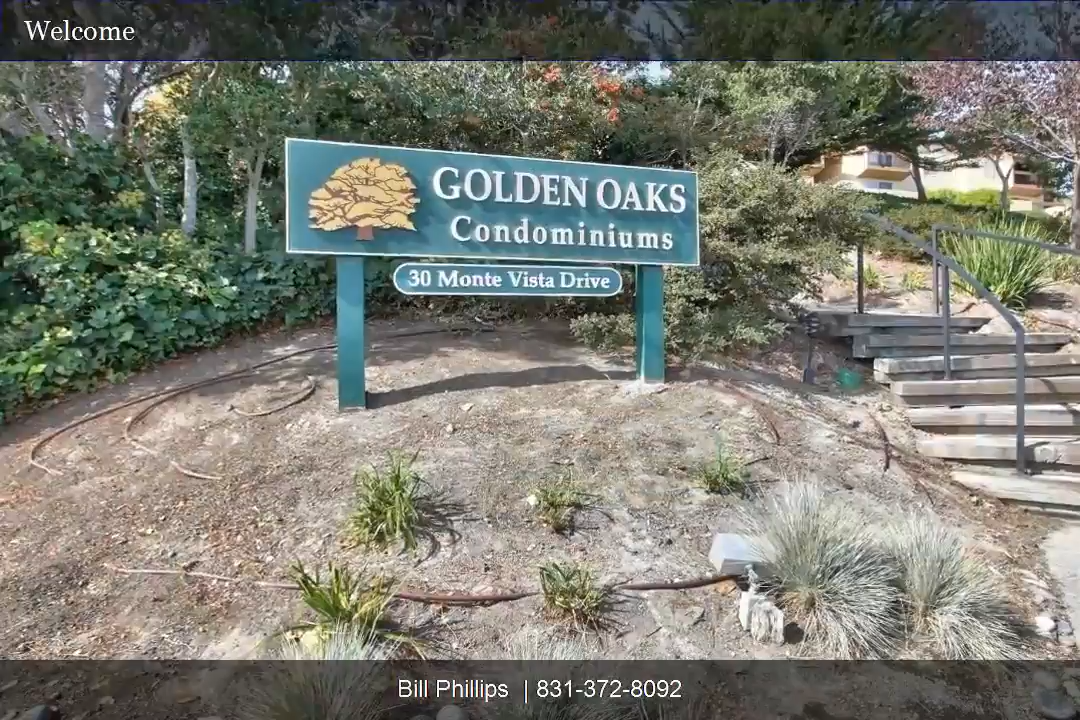 Welcome
GOLDEN OAKS
Condominiums
30 Monte Vista Drive
Bill Phillips | 831-372-8092